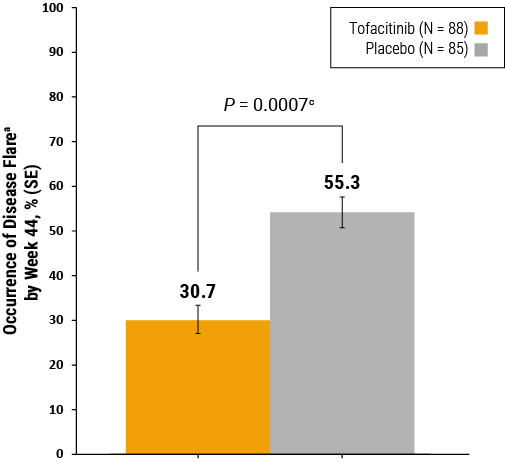 Tofacitinib (N = 88)
Placebo (N = 85)
Occurrence of Disease Flareᵃ
by Week 44, % (SE)
100
90
80
70
60
50
40
30
20
10
0
P = 0.0007ᶜ
55.3
30.7